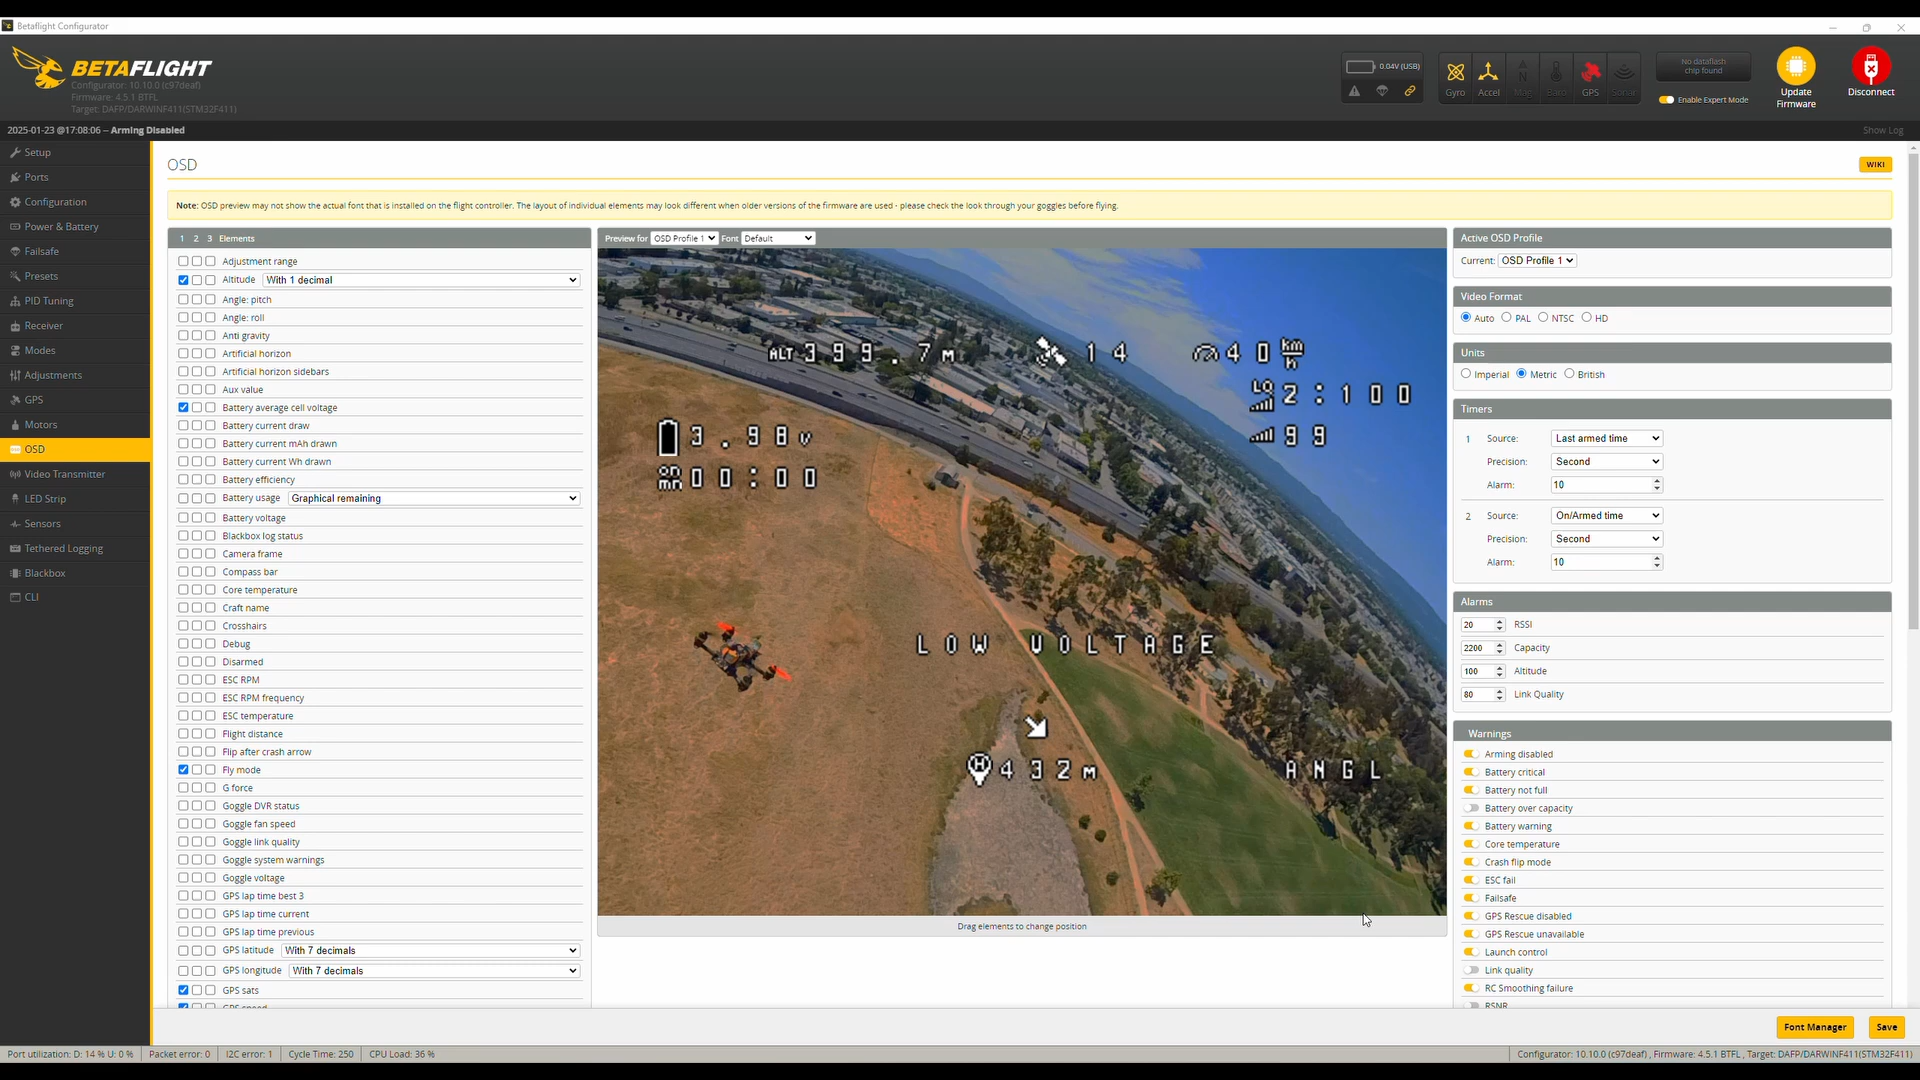 Betaflight Configurator
BETAFLIGHT
Configurator: 10.10.0 (c97deaf)
Firmware: 4.5.1 BTFL
Target: DAFP/DARWINF411(STM32F411)
0.04V (USB)
Gyro Accel Mag Baro GPS Sonar
No dataflash
chip found
Enable Expert Mode
Update
Firmware
Disconnect
2025-01-23 @17:08:06 -- Arming Disabled
Show Log
Setup
Ports
Configuration
Power & Battery
Failsafe
Presets
PID Tuning
Receiver
Modes
Adjustments
GPS
Motors
OSD
Video Transmitter
LED Strip
Sensors
Tethered Logging
Blackbox
CLI
OSD
WIKI
Note: OSD preview may not show the actual font that is installed on the flight controller. The layout of individual elements may look different when older versions of the firmware are used - please check the look through your goggles before flying.
1 2 3 Elements
Adjustment range
Altitude With 1 decimal
Angle: pitch
Angle: roll
Anti gravity
Artificial horizon
Artificial horizon sidebars
Aux value
Battery average cell voltage
Battery current draw
Battery current mAh drawn
Battery current Wh drawn
Battery efficiency
Battery usage Graphical remaining
Battery voltage
Blackbox log status
Camera frame
Compass bar
Core temperature
Craft name
Crosshairs
Debug
Disarmed
ESC RPM
ESC RPM frequency
ESC temperature
Flight distance
Flip after crash arrow
Fly mode
G force
Goggle DVR status
Goggle fan speed
Goggle link quality
Goggle system warnings
Goggle voltage
GPS lap time best 3
GPS lap time current
GPS lap time previous
GPS latitude With 7 decimals
GPS longitude With 7 decimals
GPS sats
GPS speed
Preview for OSD Profile 1 Font Default
ALT 399.7M 14 40 km/h
LQ 2:100
3.98V 99
ON MN 00:00
LOW VOLTAGE
H 432M ANGL
Drag elements to change position
Active OSD Profile
Current: OSD Profile 1
Video Format
Auto PAL NTSC HD
Units
Imperial Metric British
Timers
1 Source: Last armed time
Precision: Second
Alarm: 10
2 Source: On/Armed time
Precision: Second
Alarm: 10
Alarms
20 RSSI
2200 Capacity
100 Altitude
80 Link Quality
Warnings
Arming disabled
Battery critical
Battery not full
Battery over capacity
Battery warning
Core temperature
Crash flip mode
ESC fail
Failsafe
GPS Rescue disabled
GPS Rescue unavailable
Launch control
Link quality
RC Smoothing failure
RSNR
Font Manager
Save
Port utilization: D: 14 % U: 0 % Packet error: 0 I2C error: 1 Cycle Time: 250 CPU Load: 36 %
Configurator: 10.10.0 (c97deaf) , Firmware: 4.5.1 BTFL , Target: DAFP/DARWINF411(STM32F411)